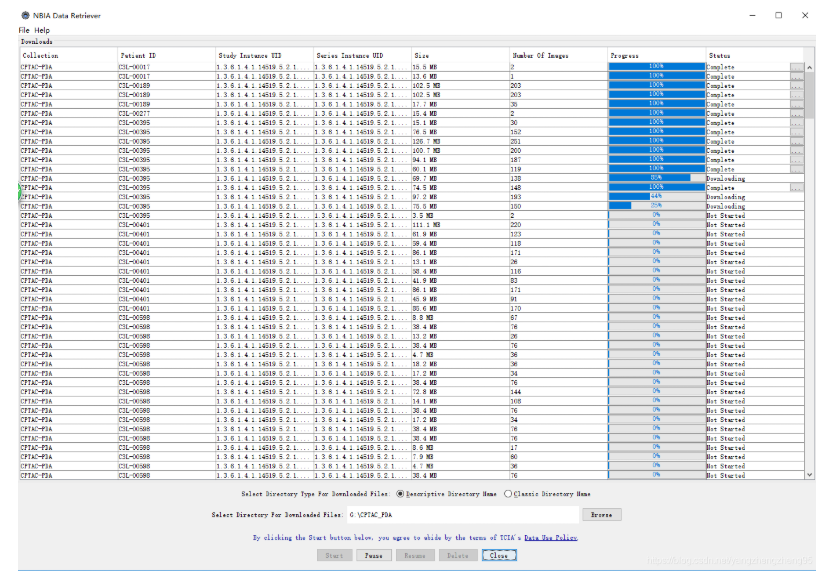 NBIA Data Retriever
File Help
Downloads
Collection Patient ID Study Instance UID Series Instance UID Size Number Of Images Progress Status
CPTAC-PDA C3L-00017 1.3.6.1.4.1.14519.5.2.1.... 1.3.6.1.4.1.14519.5.2.1.... 15.5 MB 2 100% Complete
CPTAC-PDA C3L-00017 1.3.6.1.4.1.14519.5.2.1.... 1.3.6.1.4.1.14519.5.2.1.... 13.6 MB 1 100% Complete
CPTAC-PDA C3L-00189 1.3.6.1.4.1.14519.5.2.1.... 1.3.6.1.4.1.14519.5.2.1.... 102.5 MB 203 100% Complete
CPTAC-PDA C3L-00189 1.3.6.1.4.1.14519.5.2.1.... 1.3.6.1.4.1.14519.5.2.1.... 102.5 MB 203 100% Complete
CPTAC-PDA C3L-00189 1.3.6.1.4.1.14519.5.2.1.... 1.3.6.1.4.1.14519.5.2.1.... 17.7 MB 35 100% Complete
CPTAC-PDA C3L-00277 1.3.6.1.4.1.14519.5.2.1.... 1.3.6.1.4.1.14519.5.2.1.... 15.4 MB 2 100% Complete
CPTAC-PDA C3L-00395 1.3.6.1.4.1.14519.5.2.1.... 1.3.6.1.4.1.14519.5.2.1.... 15.1 MB 30 100% Complete
CPTAC-PDA C3L-00395 1.3.6.1.4.1.14519.5.2.1.... 1.3.6.1.4.1.14519.5.2.1.... 76.5 MB 152 100% Complete
CPTAC-PDA C3L-00395 1.3.6.1.4.1.14519.5.2.1.... 1.3.6.1.4.1.14519.5.2.1.... 126.7 MB 251 100% Complete
CPTAC-PDA C3L-00395 1.3.6.1.4.1.14519.5.2.1.... 1.3.6.1.4.1.14519.5.2.1.... 100.7 MB 200 100% Complete
CPTAC-PDA C3L-00395 1.3.6.1.4.1.14519.5.2.1.... 1.3.6.1.4.1.14519.5.2.1.... 94.1 MB 187 100% Complete
CPTAC-PDA C3L-00395 1.3.6.1.4.1.14519.5.2.1.... 1.3.6.1.4.1.14519.5.2.1.... 60.1 MB 119 100% Complete
CPTAC-PDA C3L-00395 1.3.6.1.4.1.14519.5.2.1.... 1.3.6.1.4.1.14519.5.2.1.... 69.7 MB 138 Downloading
CPTAC-PDA C3L-00395 1.3.6.1.4.1.14519.5.2.1.... 1.3.6.1.4.1.14519.5.2.1.... 74.5 MB 148 100% Complete
CPTAC-PDA C3L-00395 1.3.6.1.4.1.14519.5.2.1.... 1.3.6.1.4.1.14519.5.2.1.... 97.2 MB 193 44% Downloading
CPTAC-PDA C3L-00395 1.3.6.1.4.1.14519.5.2.1.... 1.3.6.1.4.1.14519.5.2.1.... 75.6 MB 150 25% Downloading
CPTAC-PDA C3L-00395 1.3.6.1.4.1.14519.5.2.1.... 1.3.6.1.4.1.14519.5.2.1.... 3.5 MB 2 0% Not Started
CPTAC-PDA C3L-00401 1.3.6.1.4.1.14519.5.2.1.... 1.3.6.1.4.1.14519.5.2.1.... 111.1 MB 220 0% Not Started
CPTAC-PDA C3L-00401 1.3.6.1.4.1.14519.5.2.1.... 1.3.6.1.4.1.14519.5.2.1.... 61.9 MB 123 0% Not Started
CPTAC-PDA C3L-00401 1.3.6.1.4.1.14519.5.2.1.... 1.3.6.1.4.1.14519.5.2.1.... 59.4 MB 118 0% Not Started
CPTAC-PDA C3L-00401 1.3.6.1.4.1.14519.5.2.1.... 1.3.6.1.4.1.14519.5.2.1.... 86.1 MB 171 0% Not Started
CPTAC-PDA C3L-00401 1.3.6.1.4.1.14519.5.2.1.... 1.3.6.1.4.1.14519.5.2.1.... 13.1 MB 26 0% Not Started
CPTAC-PDA C3L-00401 1.3.6.1.4.1.14519.5.2.1.... 1.3.6.1.4.1.14519.5.2.1.... 58.4 MB 116 0% Not Started
CPTAC-PDA C3L-00401 1.3.6.1.4.1.14519.5.2.1.... 1.3.6.1.4.1.14519.5.2.1.... 41.9 MB 83 0% Not Started
CPTAC-PDA C3L-00401 1.3.6.1.4.1.14519.5.2.1.... 1.3.6.1.4.1.14519.5.2.1.... 86.1 MB 171 0% Not Started
CPTAC-PDA C3L-00401 1.3.6.1.4.1.14519.5.2.1.... 1.3.6.1.4.1.14519.5.2.1.... 45.9 MB 91 0% Not Started
CPTAC-PDA C3L-00401 1.3.6.1.4.1.14519.5.2.1.... 1.3.6.1.4.1.14519.5.2.1.... 85.6 MB 170 0% Not Started
CPTAC-PDA C3L-00598 1.3.6.1.4.1.14519.5.2.1.... 1.3.6.1.4.1.14519.5.2.1.... 8.8 MB 67 0% Not Started
CPTAC-PDA C3L-00598 1.3.6.1.4.1.14519.5.2.1.... 1.3.6.1.4.1.14519.5.2.1.... 38.4 MB 76 0% Not Started
CPTAC-PDA C3L-00598 1.3.6.1.4.1.14519.5.2.1.... 1.3.6.1.4.1.14519.5.2.1.... 13.2 MB 26 0% Not Started
CPTAC-PDA C3L-00598 1.3.6.1.4.1.14519.5.2.1.... 1.3.6.1.4.1.14519.5.2.1.... 38.4 MB 76 0% Not Started
CPTAC-PDA C3L-00598 1.3.6.1.4.1.14519.5.2.1.... 1.3.6.1.4.1.14519.5.2.1.... 4.7 MB 36 0% Not Started
CPTAC-PDA C3L-00598 1.3.6.1.4.1.14519.5.2.1.... 1.3.6.1.4.1.14519.5.2.1.... 18.2 MB 36 0% Not Started
CPTAC-PDA C3L-00598 1.3.6.1.4.1.14519.5.2.1.... 1.3.6.1.4.1.14519.5.2.1.... 17.2 MB 34 0% Not Started
CPTAC-PDA C3L-00598 1.3.6.1.4.1.14519.5.2.1.... 1.3.6.1.4.1.14519.5.2.1.... 38.4 MB 76 0% Not Started
CPTAC-PDA C3L-00598 1.3.6.1.4.1.14519.5.2.1.... 1.3.6.1.4.1.14519.5.2.1.... 72.8 MB 144 0% Not Started
CPTAC-PDA C3L-00598 1.3.6.1.4.1.14519.5.2.1.... 1.3.6.1.4.1.14519.5.2.1.... 14.1 MB 108 0% Not Started
CPTAC-PDA C3L-00598 1.3.6.1.4.1.14519.5.2.1.... 1.3.6.1.4.1.14519.5.2.1.... 38.4 MB 76 0% Not Started
CPTAC-PDA C3L-00598 1.3.6.1.4.1.14519.5.2.1.... 1.3.6.1.4.1.14519.5.2.1.... 17.2 MB 34 0% Not Started
CPTAC-PDA C3L-00598 1.3.6.1.4.1.14519.5.2.1.... 1.3.6.1.4.1.14519.5.2.1.... 38.4 MB 76 0% Not Started
CPTAC-PDA C3L-00598 1.3.6.1.4.1.14519.5.2.1.... 1.3.6.1.4.1.14519.5.2.1.... 38.4 MB 76 0% Not Started
CPTAC-PDA C3L-00598 1.3.6.1.4.1.14519.5.2.1.... 1.3.6.1.4.1.14519.5.2.1.... 8.6 MB 17 0% Not Started
CPTAC-PDA C3L-00598 1.3.6.1.4.1.14519.5.2.1.... 1.3.6.1.4.1.14519.5.2.1.... 7.9 MB 60 0% Not Started
CPTAC-PDA C3L-00598 1.3.6.1.4.1.14519.5.2.1.... 1.3.6.1.4.1.14519.5.2.1.... 4.7 MB 36 0% Not Started
CPTAC-PDA C3L-00598 1.3.6.1.4.1.14519.5.2.1.... 1.3.6.1.4.1.14519.5.2.1.... 38.4 MB 76 0% Not Started
Select Directory Type For Downloaded Files: Descriptive Directory Name Classic Directory Name
Select Directory For Downloaded Files: G:\CPTAC_PDA Browse
By clicking the Start button below, you agree to abide by the terms of TCIA's Data Use Policy.
Start Pause Resume Delete Close